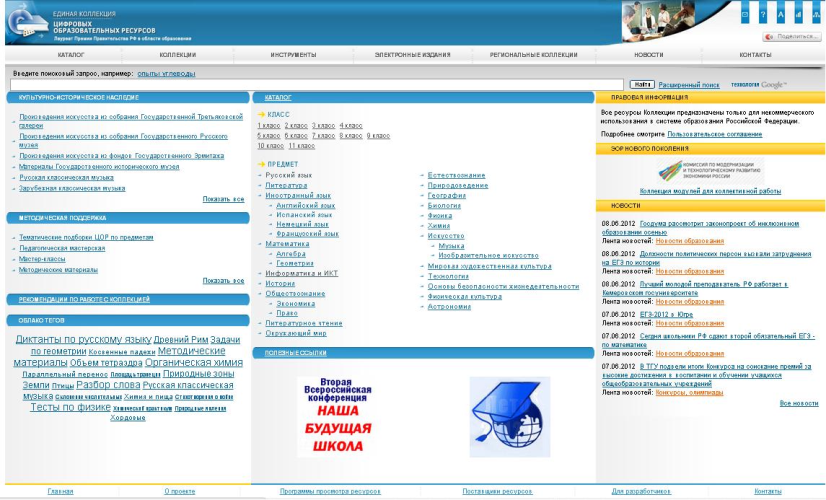 ЕДИНАЯ КОЛЛЕКЦИЯ
ЦИФРОВЫХ
ОБРАЗОВАТЕЛЬНЫХ РЕСУРСОВ
Лауреат Премии Правительства РФ в области образования
Поделиться...
КАТАЛОГ КОЛЛЕКЦИИ ИНСТРУМЕНТЫ ЭЛЕКТРОННЫЕ ИЗДАНИЯ РЕГИОНАЛЬНЫЕ КОЛЛЕКЦИИ НОВОСТИ КОНТАКТЫ
Введите поисковый запрос, например: опыты углеводы
Найти Расширенный поиск технологии Google™
КУЛЬТУРНО-ИСТОРИЧЕСКОЕ НАСЛЕДИЕ
Произведения искусства из собрания Государственной Третьяковской
галереи
Произведения искусства из собрания Государственного Русского
музея
Произведения искусства из фондов Государственного Эрмитажа
Материалы Государственного исторического музея
Русская классическая музыка
Зарубежная классическая музыка
Показать все
МЕТОДИЧЕСКАЯ ПОДДЕРЖКА
Тематические подборки ЦОР по предметам
Педагогическая мастерская
Мастер-классы
Методические материалы
Показать все
РЕКОМЕНДАЦИИ ПО РАБОТЕ С КОЛЛЕКЦИЕЙ
ОБЛАКО ТЕГОВ
Диктанты по русскому языку Древний Рим Задачи
по геометрии Косвенные падежи Методические
материалы Объем тетраэдра Органическая химия
Параллельный перенос Площадь трапеции Природные зоны
Земли Птицы Разбор слова Русская классическая
музыка Склонение числительных Химия и пища Стихотворения о войне
Тесты по физике Химический практикум Природные явления
Хордовые
КАТАЛОГ
КЛАСС
1 класс 2 класс 3 класс 4 класс
5 класс 6 класс 7 класс 8 класс 9 класс
10 класс 11 класс
ПРЕДМЕТ
Русский язык
Литература
Иностранный язык
Английский язык
Испанский язык
Немецкий язык
Французский язык
Математика
Алгебра
Геометрия
Информатика и ИКТ
История
Обществознание
Экономика
Право
Литературное чтение
Окружающий мир
Естествознание
Природоведение
География
Биология
Физика
Химия
Искусство
Музыка
Изобразительное искусство
Мировая художественная культура
Технология
Основы безопасности жизнедеятельности
Физическая культура
Астрономия
ПОЛЕЗНЫЕ ССЫЛКИ
Вторая
Всероссийская
конференция
НАША
БУДУЩАЯ
ШКОЛА
ПРАВОВАЯ ИНФОРМАЦИЯ
Все ресурсы Коллекции предназначены только для некоммерческого
использования в системе образования Российской Федерации.
Подробнее смотрите Пользовательское соглашение
ЭОР НОВОГО ПОКОЛЕНИЯ
КОМИССИЯ ПО МОДЕРНИЗАЦИИ
И ТЕХНОЛОГИЧЕСКОМУ РАЗВИТИЮ
ЭКОНОМИКИ РОССИИ
Коллекция модулей для коллективной работы
НОВОСТИ
08.06.2012 Госдума рассмотрит законопроект об инклюзивном
образовании осенью
Лента новостей: Новости образования
08.06.2012 Должности политических персон вызвали затруднения
на ЕГЭ по истории
Лента новостей: Новости образования
08.06.2012 Лучший молодой преподаватель РФ работает в
Кемеровском госуниверситете
Лента новостей: Новости образования
07.06.2012 ЕГЭ-2012 в Югре
Лента новостей: Новости образования
07.06.2012 Сегодня школьники РФ сдают второй обязательный ЕГЭ -
по математике
Лента новостей: Новости образования
07.06.2012 В ТГУ подвели итоги Конкурса на соискание премий за
высокие достижения в воспитании и обучении учащихся
общеобразовательных учреждений
Лента новостей: Конкурсы, олимпиады
Все новости
Главная О проекте Программы просмотра ресурсов Поставщики ресурсов Для разработчиков Контакты